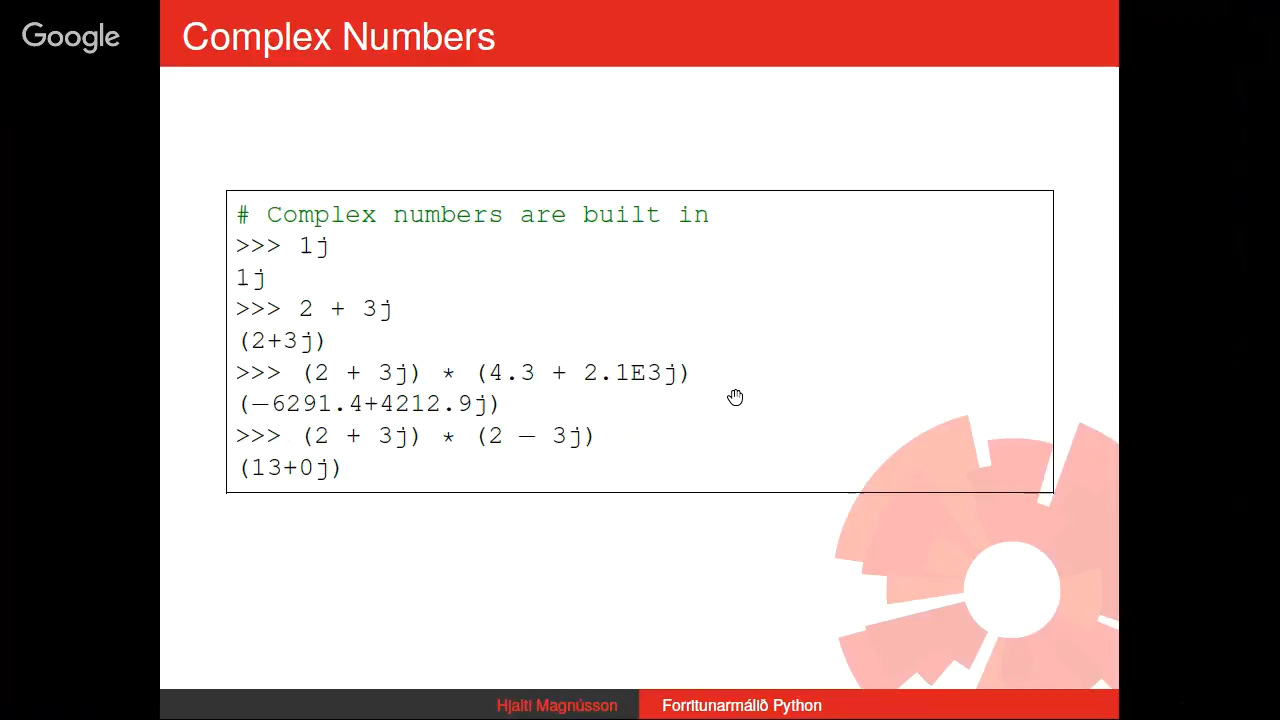 Google
Complex Numbers
# Complex numbers are built in
>>> 1j
1j
>>> 2 + 3j
(2+3j)
>>> (2 + 3j) * (4.3 + 2.1E3j)
(−6291.4+4212.9j)
>>> (2 + 3j) * (2 − 3j)
(13+0j)
Hjalti Magnússon
Forritunarmálið Python